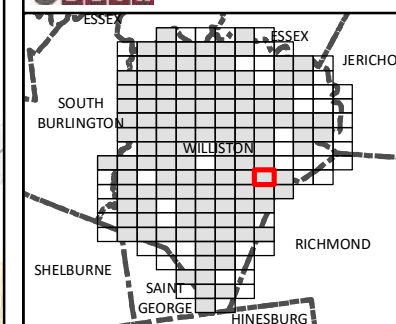 ESSEX
ESSEX
JERICHO
SOUTH
BURLINGTON
WILLISTON
RICHMOND
SHELBURNE
SAINT
GEORGE
HINESBURG